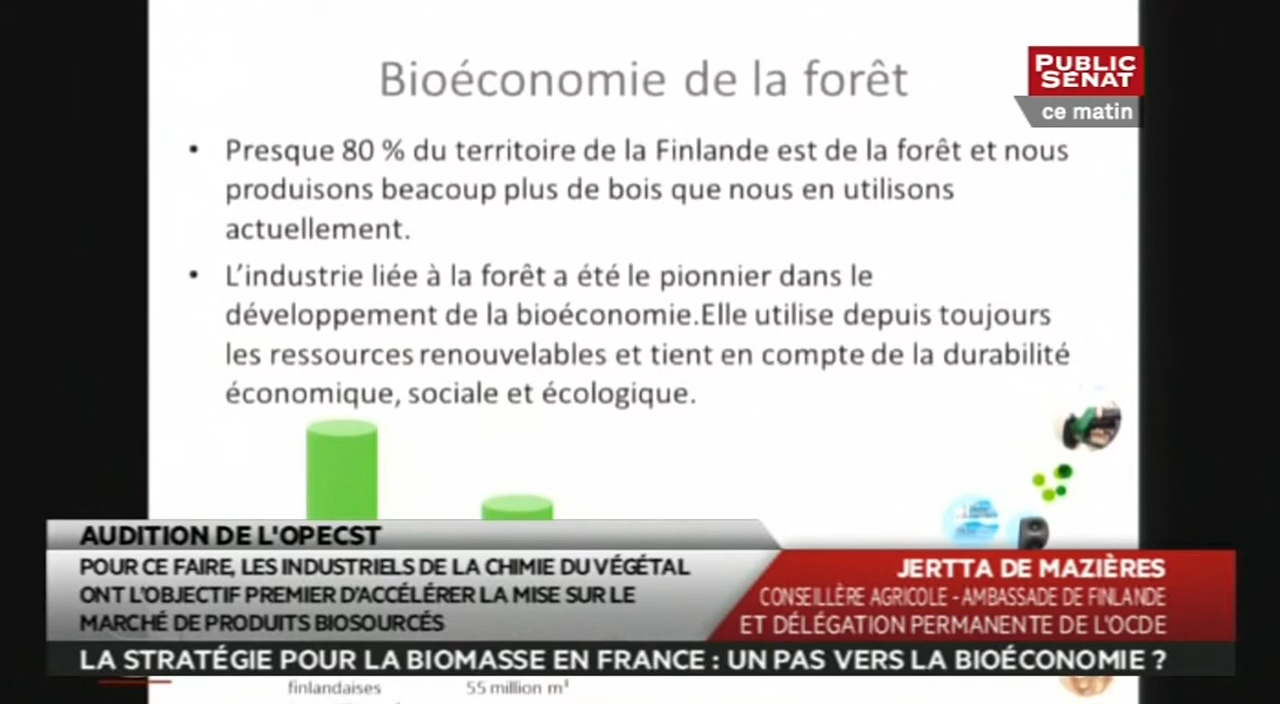 Bioéconomie de la forêt
PUBLIC
SÉNAT
ce matin
• Presque 80 % du territoire de la Finlande est de la forêt et nous
produisons beacoup plus de bois que nous en utilisons
actuellement.
• L'industrie liée à la forêt a été le pionnier dans le
développement de la bioéconomie.Elle utilise depuis toujours
les ressources renouvelables et tient en compte de la durabilité
économique, sociale et écologique.
AUDITION DE L'OPECST
POUR CE FAIRE, LES INDUSTRIELS DE LA CHIMIE DU VÉGÉTAL
ONT L'OBJECTIF PREMIER D'ACCÉLÉRER LA MISE SUR LE
MARCHÉ DE PRODUITS BIOSOURCÉS
JERTTA DE MAZIÈRES
CONSEILLÈRE AGRICOLE - AMBASSADE DE FINLANDE
ET DÉLÉGATION PERMANENTE DE L'OCDE
LA STRATÉGIE POUR LA BIOMASSE EN FRANCE : UN PAS VERS LA BIOÉCONOMIE ?
finlandaises
55 million m³